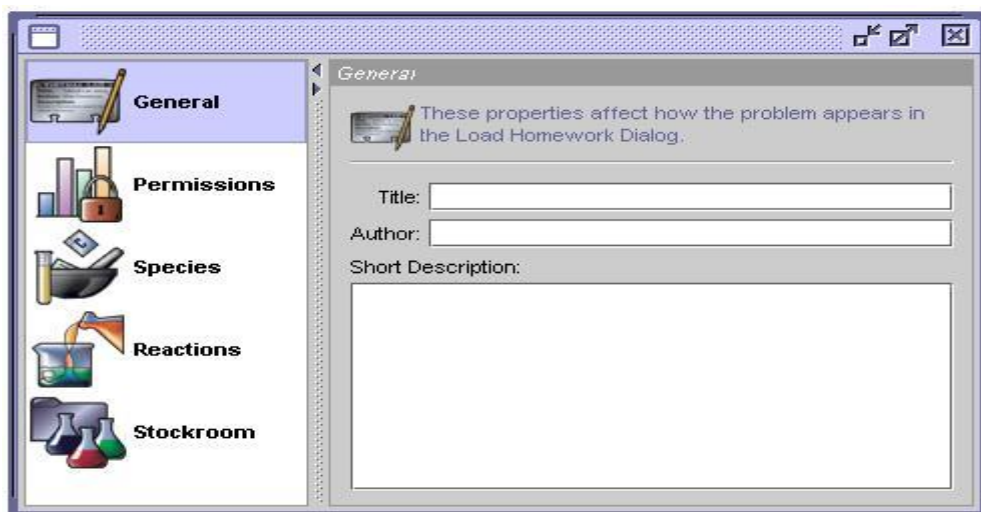 General
Permissions
Species
Reactions
Stockroom
General
These properties affect how the problem appears in
the Load Homework Dialog.
Title:
Author:
Short Description: